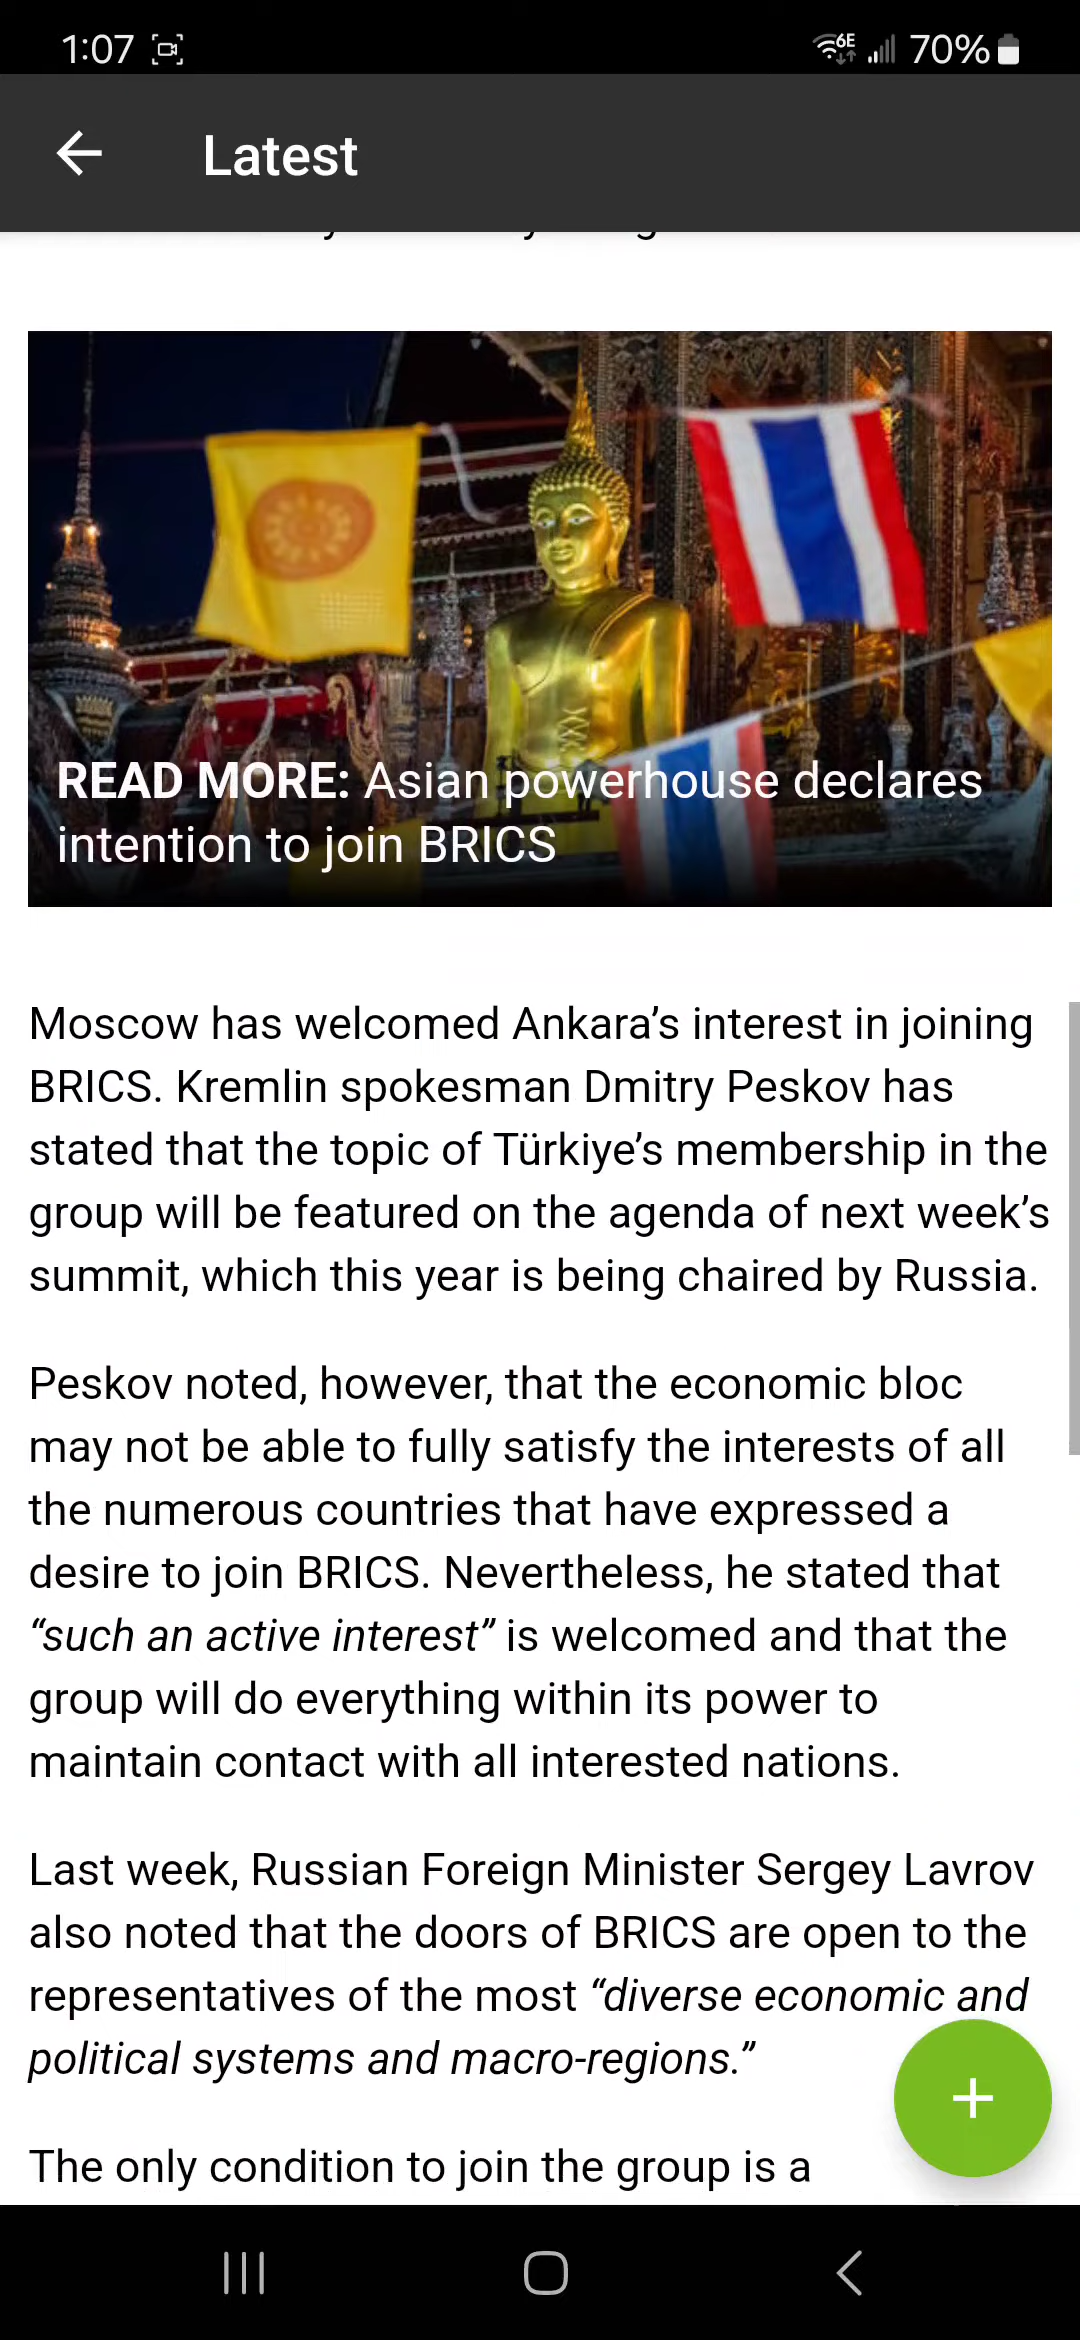 1:07
6E
70%
Latest
READ MORE: Asian powerhouse declares
intention to join BRICS
Moscow has welcomed Ankara’s interest in joining
BRICS. Kremlin spokesman Dmitry Peskov has
stated that the topic of Türkiye’s membership in the
group will be featured on the agenda of next week’s
summit, which this year is being chaired by Russia.
Peskov noted, however, that the economic bloc
may not be able to fully satisfy the interests of all
the numerous countries that have expressed a
desire to join BRICS. Nevertheless, he stated that
“such an active interest” is welcomed and that the
group will do everything within its power to
maintain contact with all interested nations.
Last week, Russian Foreign Minister Sergey Lavrov
also noted that the doors of BRICS are open to the
representatives of the most “diverse economic and
political systems and macro-regions.”
The only condition to join the group is a